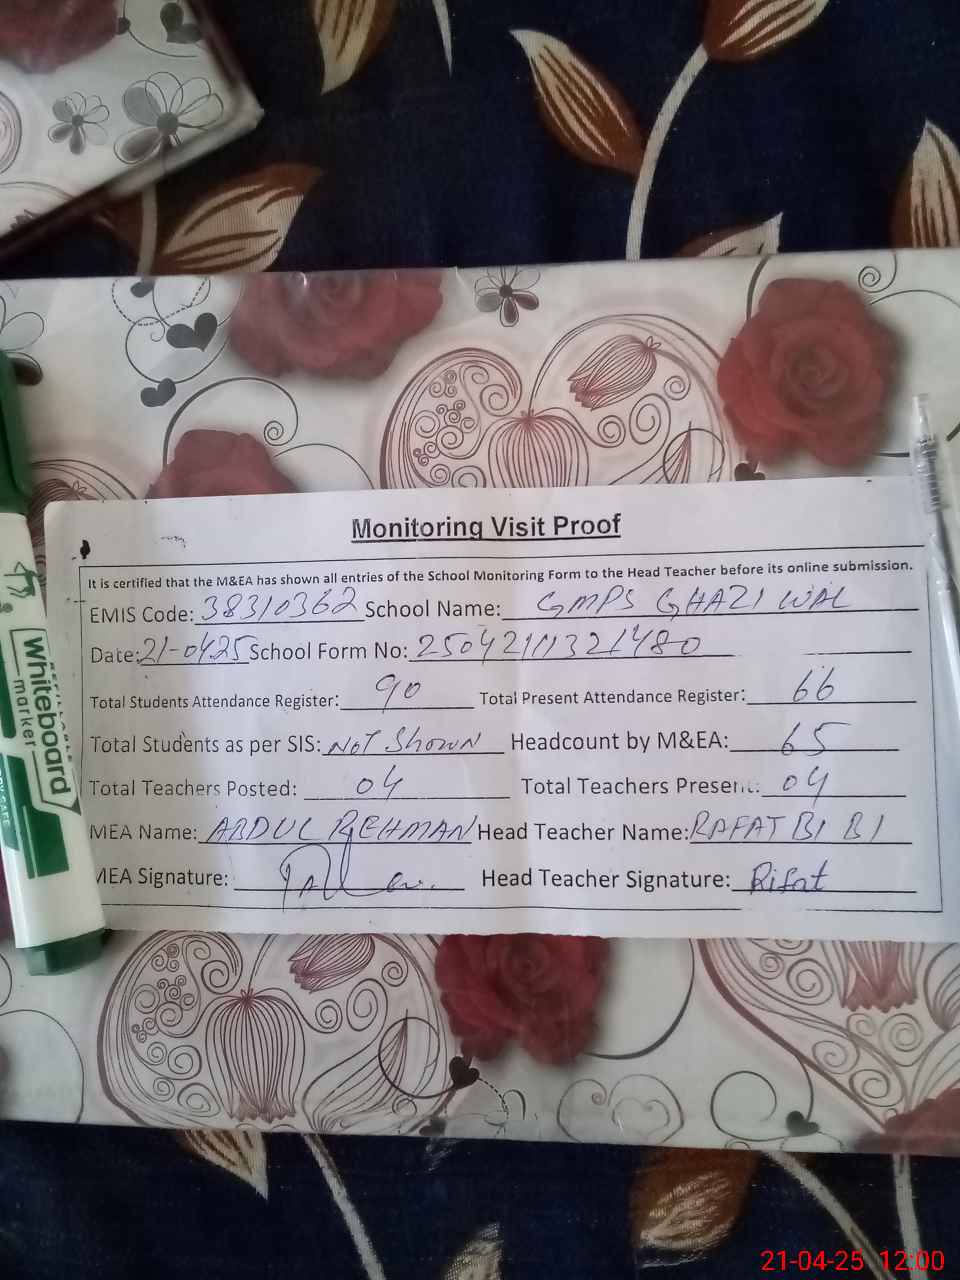 Monitoring Visit Proof
It is certified that the M&EA has shown all entries of the School Monitoring Form to the Head Teacher before its online submission.
EMIS Code: 38310362 School Name: GMPS GHAZI WAL
Date: 21-04.25 School Form No:
Total Students Attendance Register: 90 Total Present Attendance Register: 66
Total Students as per SIS: NOT Shown Headcount by M&EA: 65
Total Teachers Posted: 04 Total Teachers Present: 04
MEA Name: ABDUL REHMAN Head Teacher Name: RAFAT BI BI
MEA Signature: Head Teacher Signature: Rifat
Whiteboard
marker
21-04-25 12:00